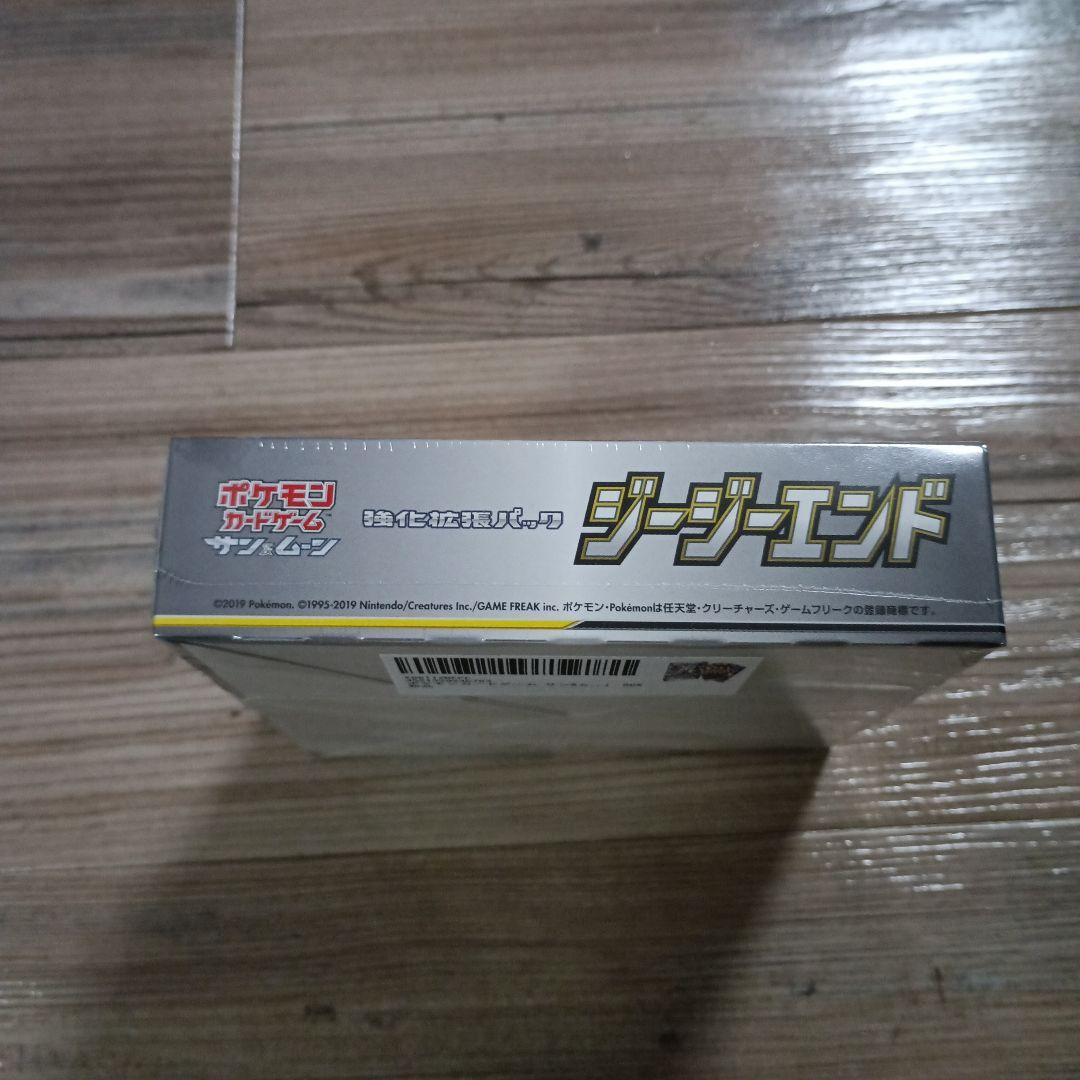 ポケモン
カードゲーム™
サン&ムーン
強化拡張パック
ジージーエンド
©2019 Pokémon. ©1995-2019 Nintendo/Creatures Inc./GAME FREAK inc. ポケモン・Pokémonは任天堂・クリーチャーズ・ゲームフリークの登録商標です。